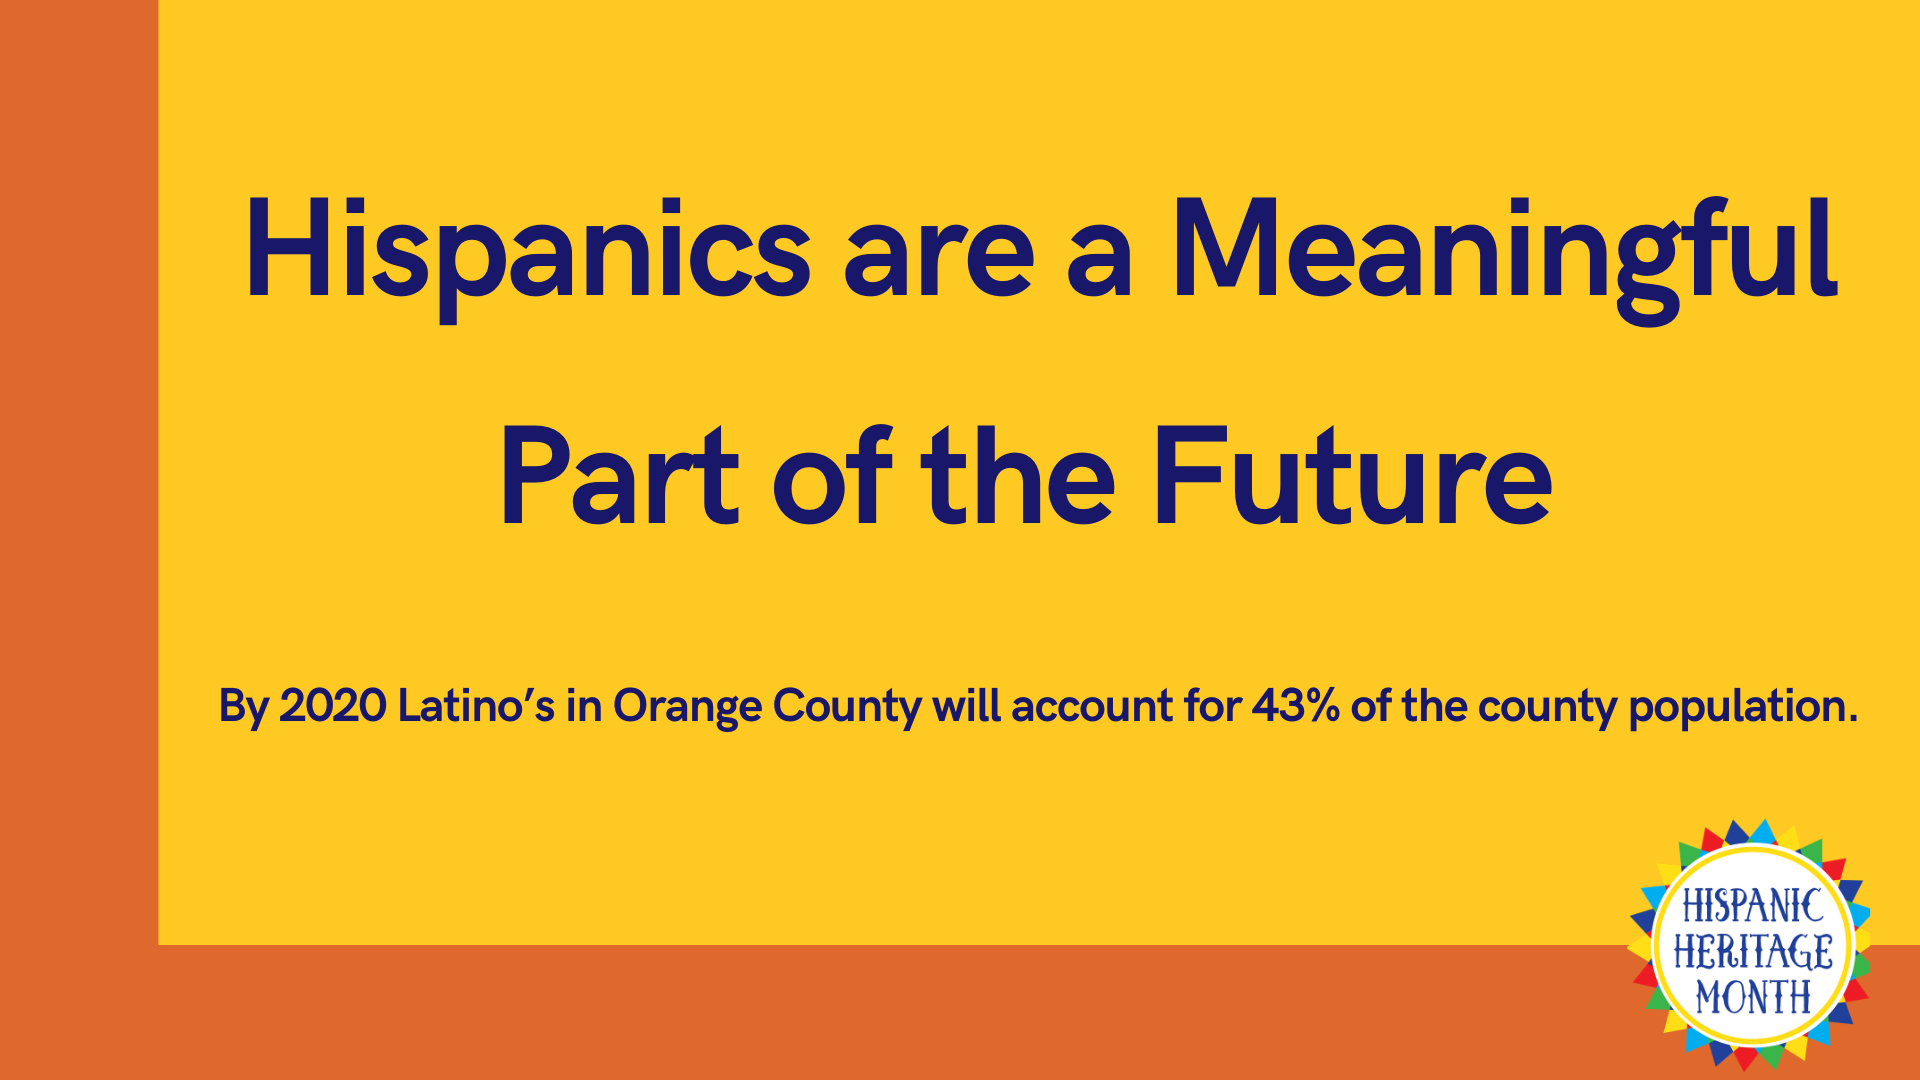 Hispanics are a Meaningful
Part of the Future
By 2020 Latino’s in Orange County will account for 43% of the county population.
HISPANIC
HERITAGE
MONTH